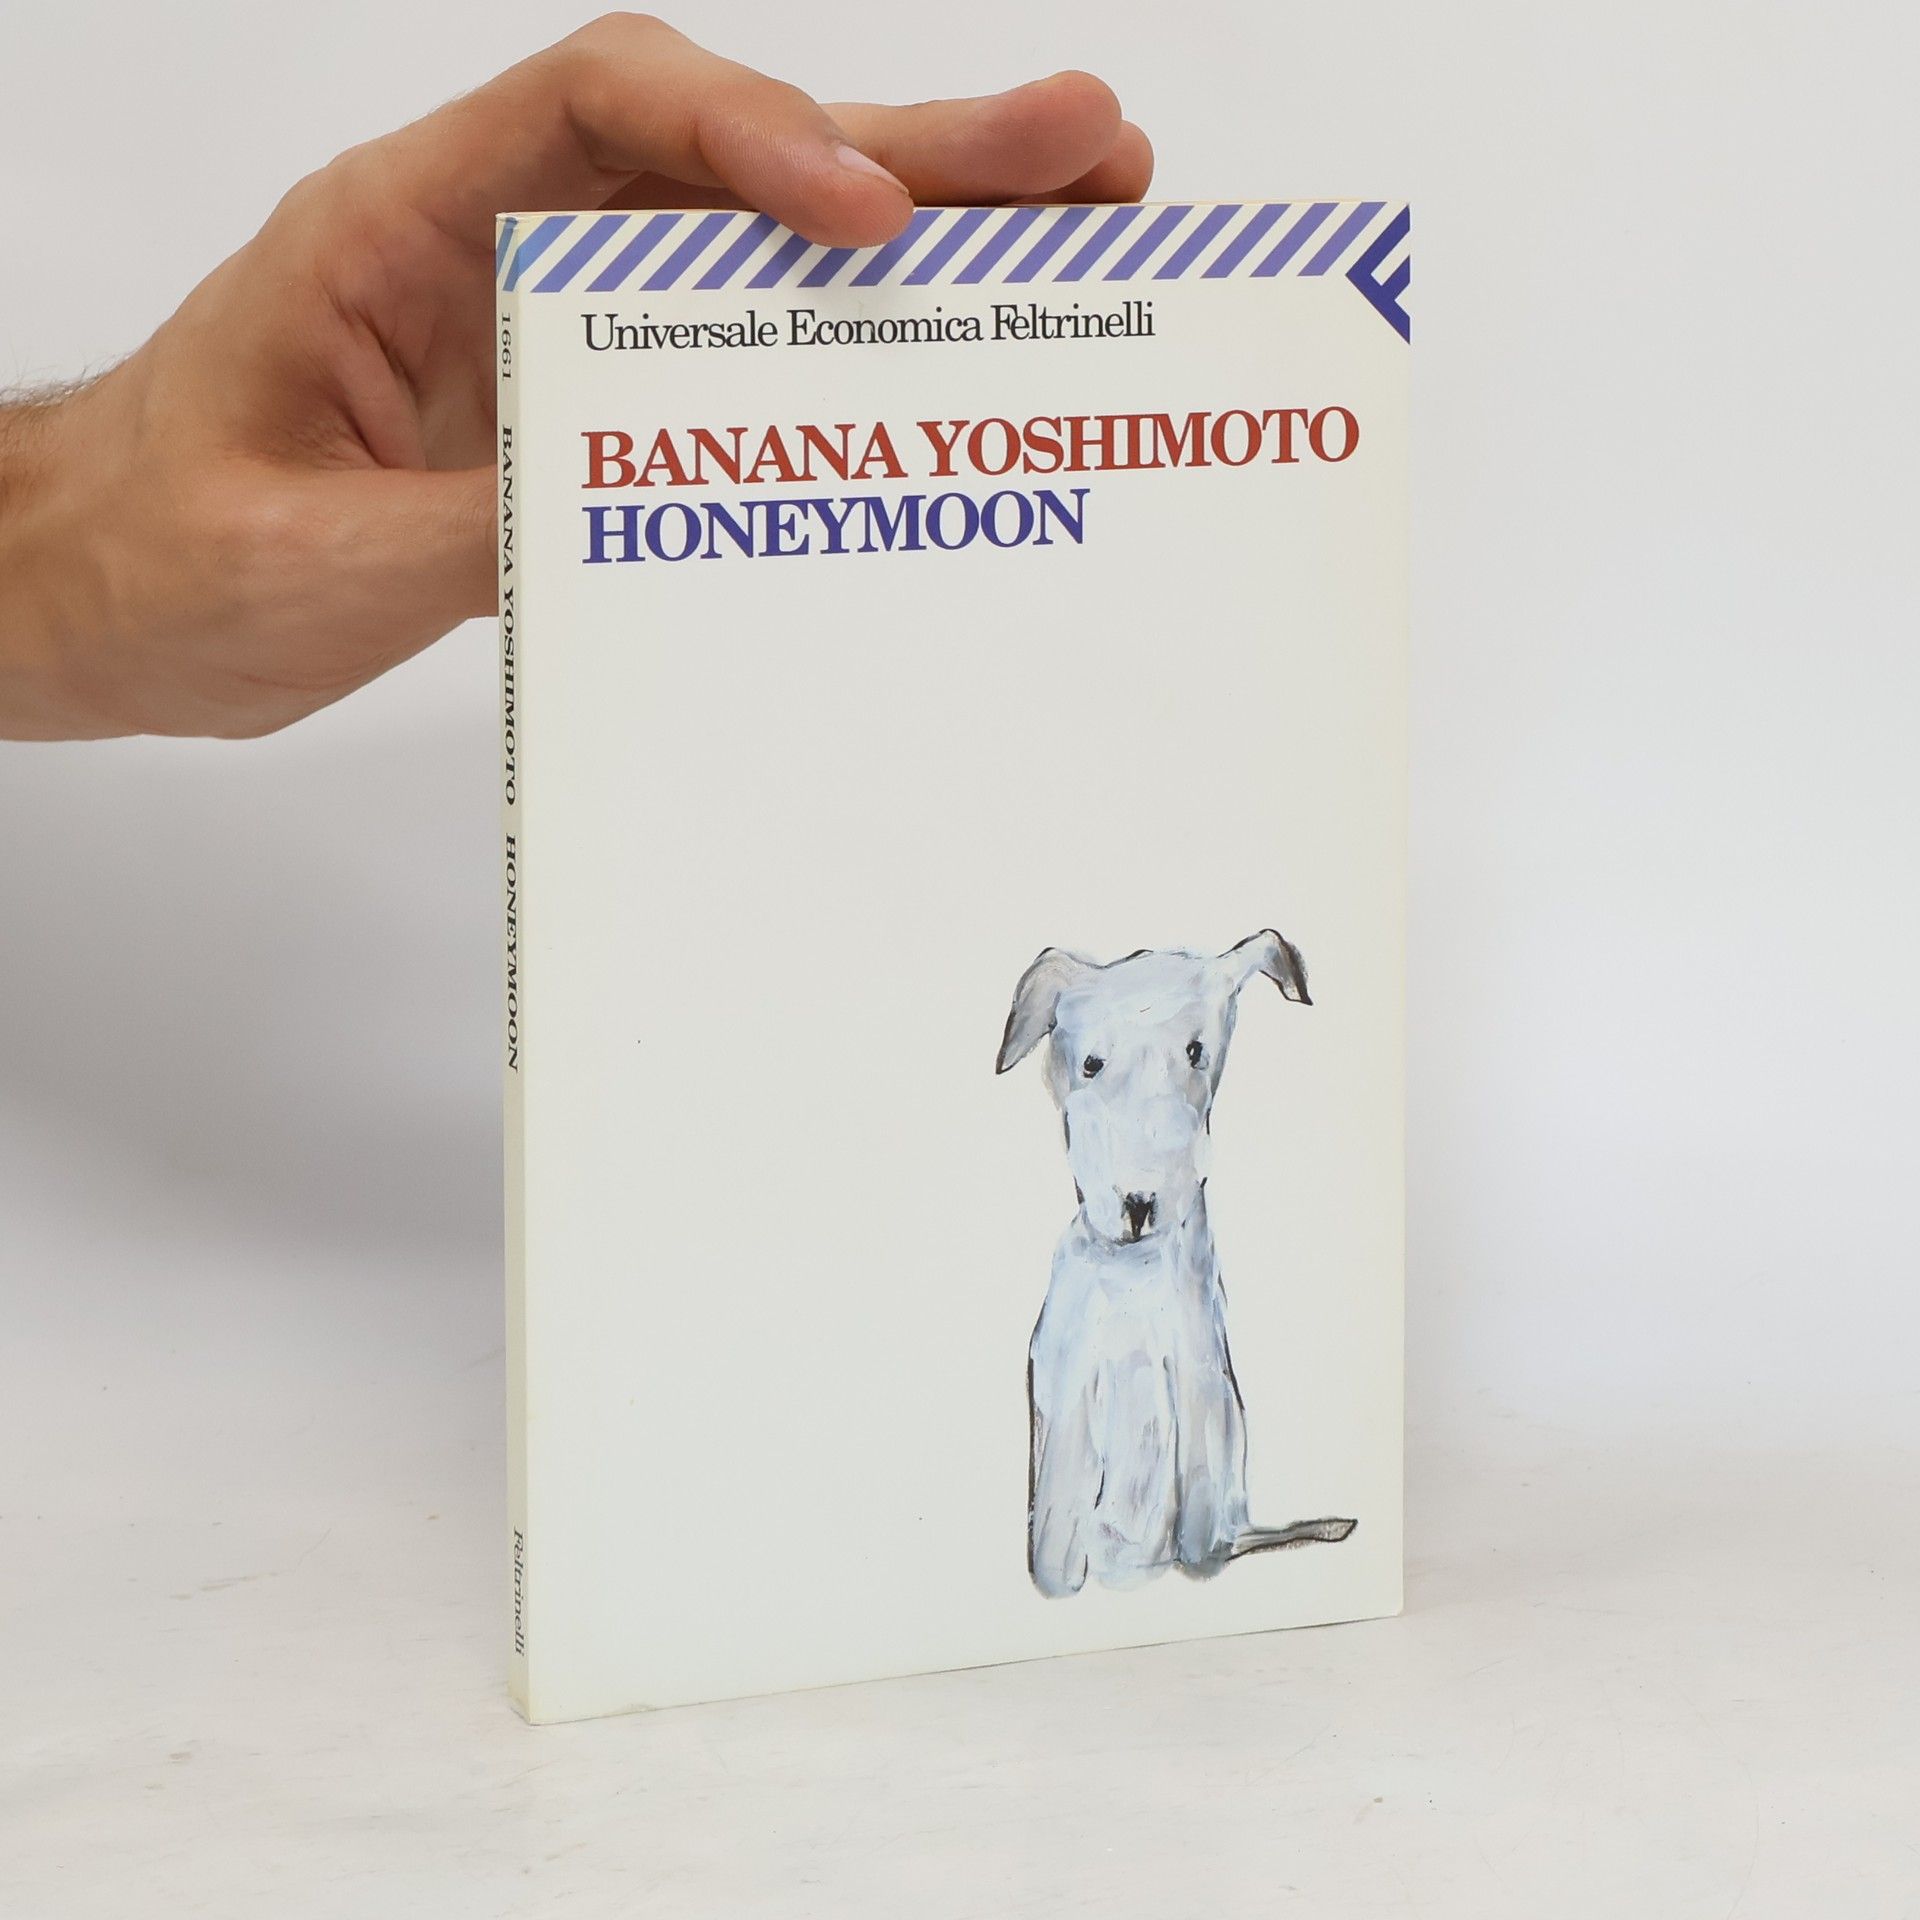 Universale Economica Feltrinelli
BANANA YOSHIMOTO
HONEYMOON
1661 BANANA YOSHIMOTO HONEYMOON Feltrinelli